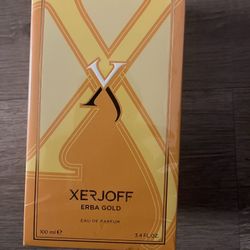 X
XERJOFF
ERBA GOLD
EAU DE PARFUM
100 ml ℮ 3.4 FL.OZ.